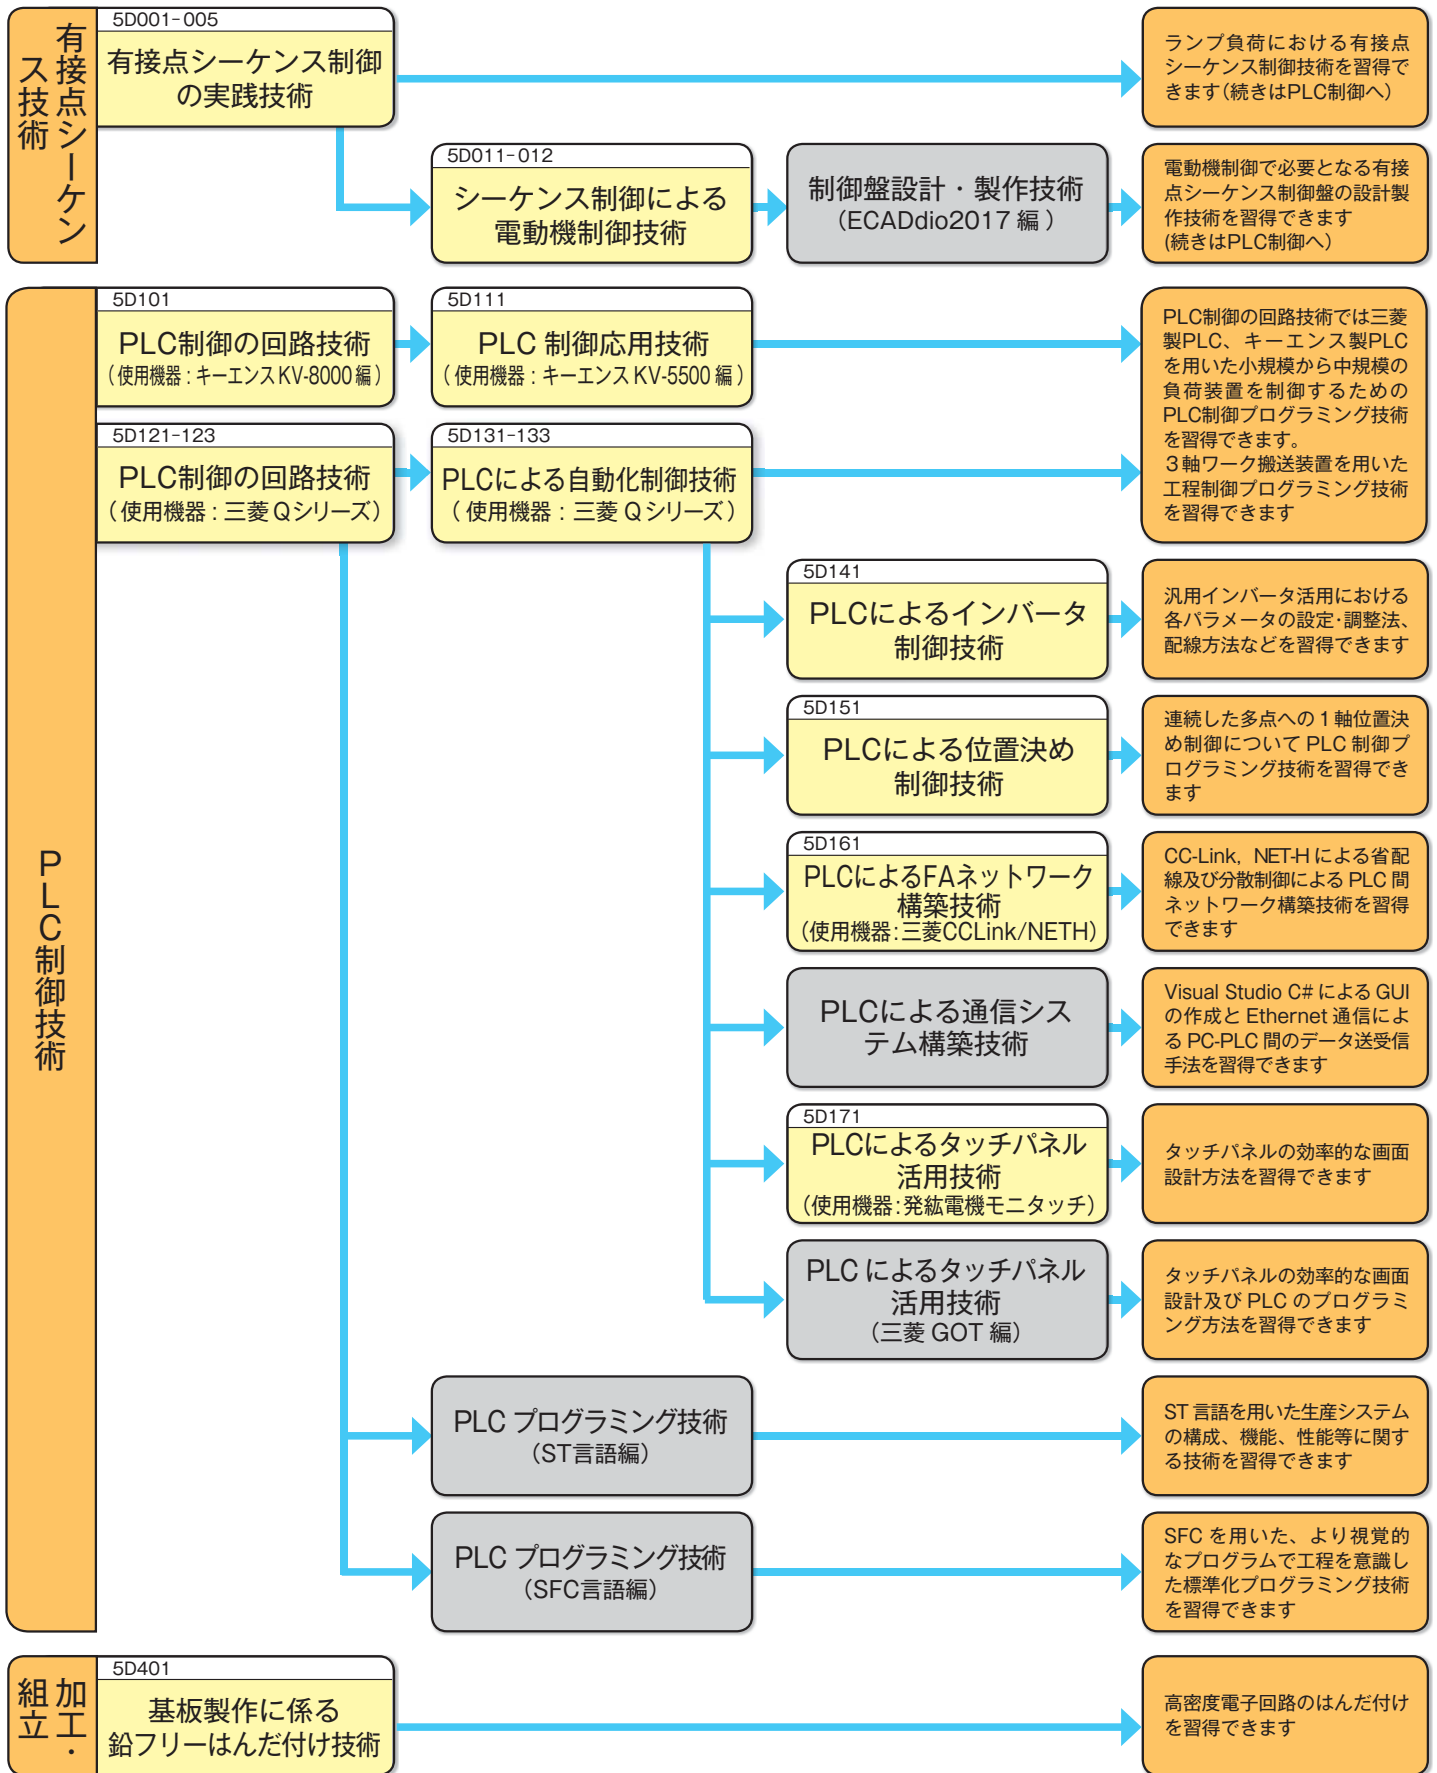 有接点シーケン
ス技術
5D001-005
有接点シーケンス制御
の実践技術
ランプ負荷における有接点
シーケンス制御技術を習得で
きます(続きはPLC制御へ)
5D011-012
シーケンス制御による
電動機制御技術
制御盤設計・製作技術
(ECADdio2017 編 )
電動機制御で必要となる有接
点シーケンス制御盤の設計製
作技術を習得できます
(続きはPLC制御へ)
PLC制御技術
5D101
PLC制御の回路技術
( 使用機器 : キーエンス KV-8000 編 )
5D111
PLC 制御応用技術
( 使用機器 : キーエンス KV-5500 編 )
PLC制御の回路技術では三菱
製PLC、キーエンス製PLC
を用いた小規模から中規模の
負荷装置を制御するための
PLC制御プログラミング技術
を習得できます。
3軸ワーク搬送装置を用いた
工程制御プログラミング技術
を習得できます
5D121-123
PLC制御の回路技術
( 使用機器 : 三菱 Q シリーズ )
5D131-133
PLCによる自動化制御技術
( 使用機器 : 三菱 Q シリーズ )
5D141
PLCによるインバータ
制御技術
汎用インバータ活用における
各パラメータの設定・調整法、
配線方法などを習得できます
5D151
PLCによる位置決め
制御技術
連続した多点への 1 軸位置決
め制御について PLC 制御プ
ログラミング技術を習得でき
ます
5D161
PLCによるFAネットワーク
構築技術
(使用機器:三菱CCLink/NETH)
CC-Link, NET-H による省配
線及び分散制御による PLC 間
ネットワーク構築技術を習得
できます
PLCによる通信シス
テム構築技術
Visual Studio C# による GUI
の作成と Ethernet 通信によ
る PC-PLC 間のデータ送受信
手法を習得できます
5D171
PLCによるタッチパネル
活用技術
(使用機器:発紘電機モニタッチ)
タッチパネルの効率的な画面
設計方法を習得できます
PLC によるタッチパネル
活用技術
(三菱 GOT 編)
タッチパネルの効率的な画面
設計及び PLC のプログラミ
ング方法を習得できます
PLC プログラミング技術
(ST言語編)
ST 言語を用いた生産システム
の構成、機能、性能等に関す
る技術を習得できます
PLC プログラミング技術
(SFC言語編)
SFC を用いた、より視覚的
なプログラムで工程を意識し
た標準化プログラミング技術
を習得できます
加工・
組立
5D401
基板製作に係る
鉛フリーはんだ付け技術
高密度電子回路のはんだ付け
を習得できます